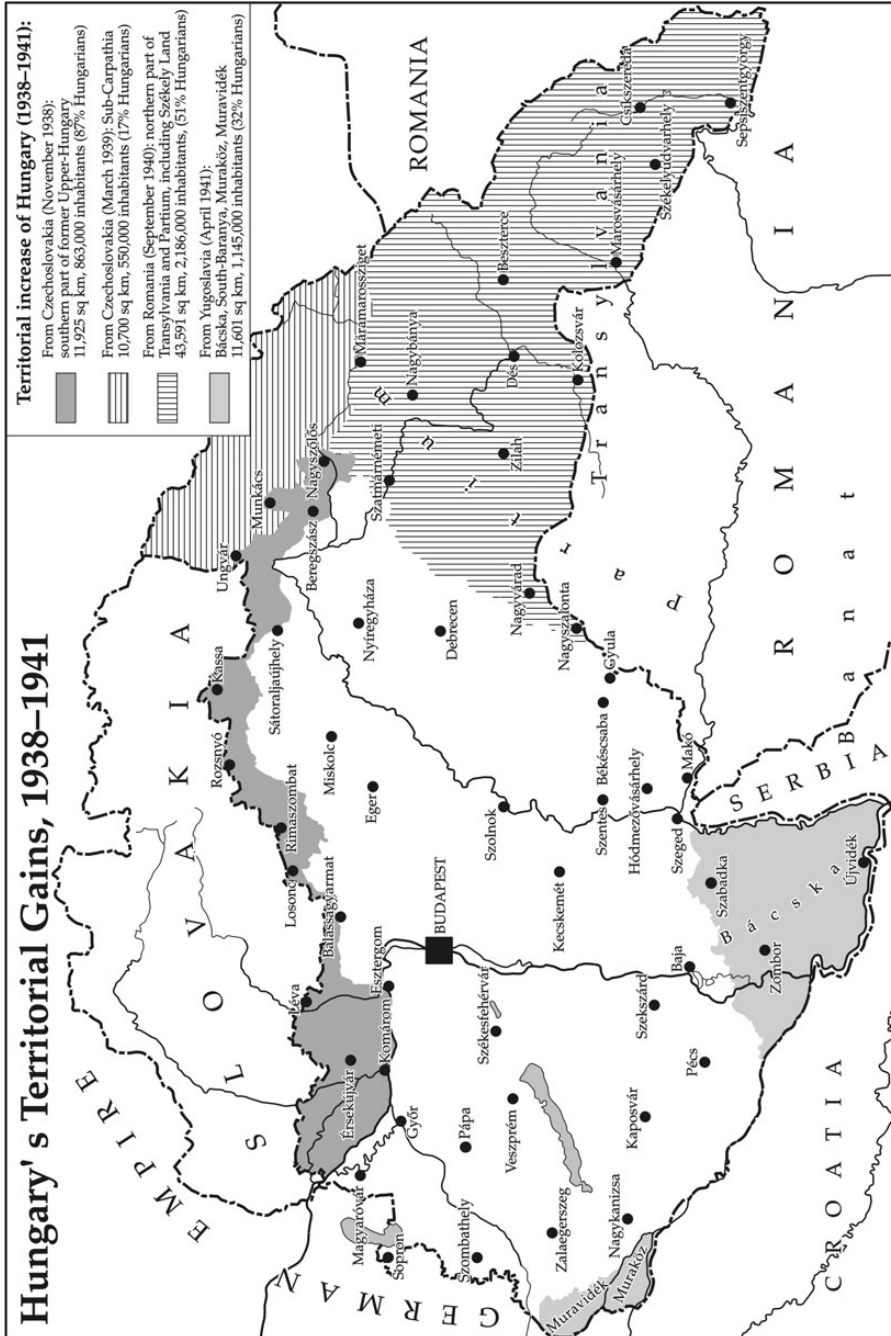 Hungary' s Territorial Gains, 1938–1941
Territorial increase of Hungary (1938–1941):
From Czechoslovakia (November 1938):
southern part of former Upper-Hungary
11,925 sq km, 863,000 inhabitants (87% Hungarians)
From Czechoslovakia (March 1939): Sub-Carpathia
10,700 sq km, 550,000 inhabitants (17% Hungarians)
From Romania (September 1940): northern part of
Transylvania and Partium, including Székely Land
43,591 sq km, 2,186,000 inhabitants, (51% Hungarians)
From Yugoslavia (April 1941):
Bácska, South-Baranya, Muraköz, Muravidék
11,601 sq km, 1,145,000 inhabitants (32% Hungarians)
GERMAN EMPIRE
SLOVAKIA
ROMANIA
ROMANIA
SERBIA
CROATIA
Banat
Transylvania
Partium
Bácska
Muravidék
Muraköz
Ungvár
Munkács
Beregszász
Nagyszőlős
Kassa
Rozsnyó
Rimaszombat
Losonc
Balassagyarmat
Léva
Érsekújvár
Komárom
Esztergom
Győr
Magyaróvár
Sopron
Szombathely
Pápa
Veszprém
Székesfehérvár
BUDAPEST
Sátoraljaújhely
Miskolc
Eger
Nyíregyháza
Debrecen
Szatmárnémeti
Máramarossziget
Nagybánya
Beszterce
Dés
Zilah
Kolozsvár
Nagyvárad
Nagyszalonta
Gyula
Békéscsaba
Szentes
Hódmezővásárhely
Makó
Szeged
Szolnok
Kecskemét
Szabadka
Zombor
Újvidék
Baja
Szekszárd
Pécs
Kaposvár
Nagykanizsa
Zalaegerszeg
Marosvásárhely
Székelyudvarhely
Csíkszereda
Sepsiszentgyörgy